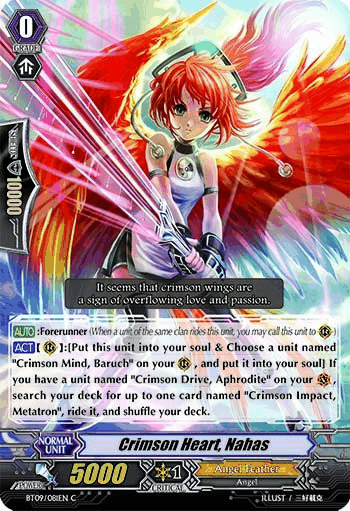 0
GRADE
SHIELD
10000
It seems that crimson wings are
a sign of overflowing love and passion.
AUTO :Forerunner (When a unit of the same clan rides this unit, you may call this unit to R)
ACT [ R ]:[Put this unit into your soul & Choose a unit named
"Crimson Mind, Baruch" on your R , and put it into your soul] If
you have a unit named "Crimson Drive, Aphrodite" on your V ,
search your deck for up to one card named "Crimson Impact,
Metatron", ride it, and shuffle your deck.
NORMAL
UNIT
Crimson Heart, Nahas
POWER
5000
1
CRITICAL
Angel Feather
Angel
BT09/081EN C
ILLUST / 三好載克